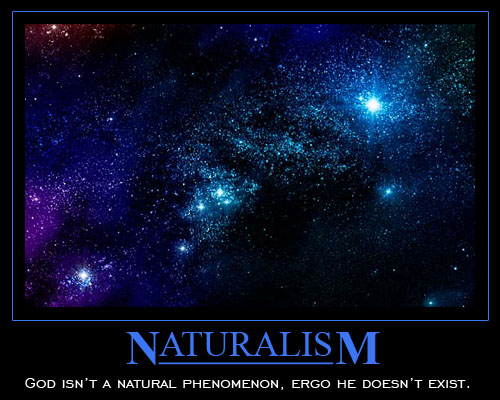 NATURALISM
GOD ISN'T A NATURAL PHENOMENON, ERGO HE DOESN'T EXIST.